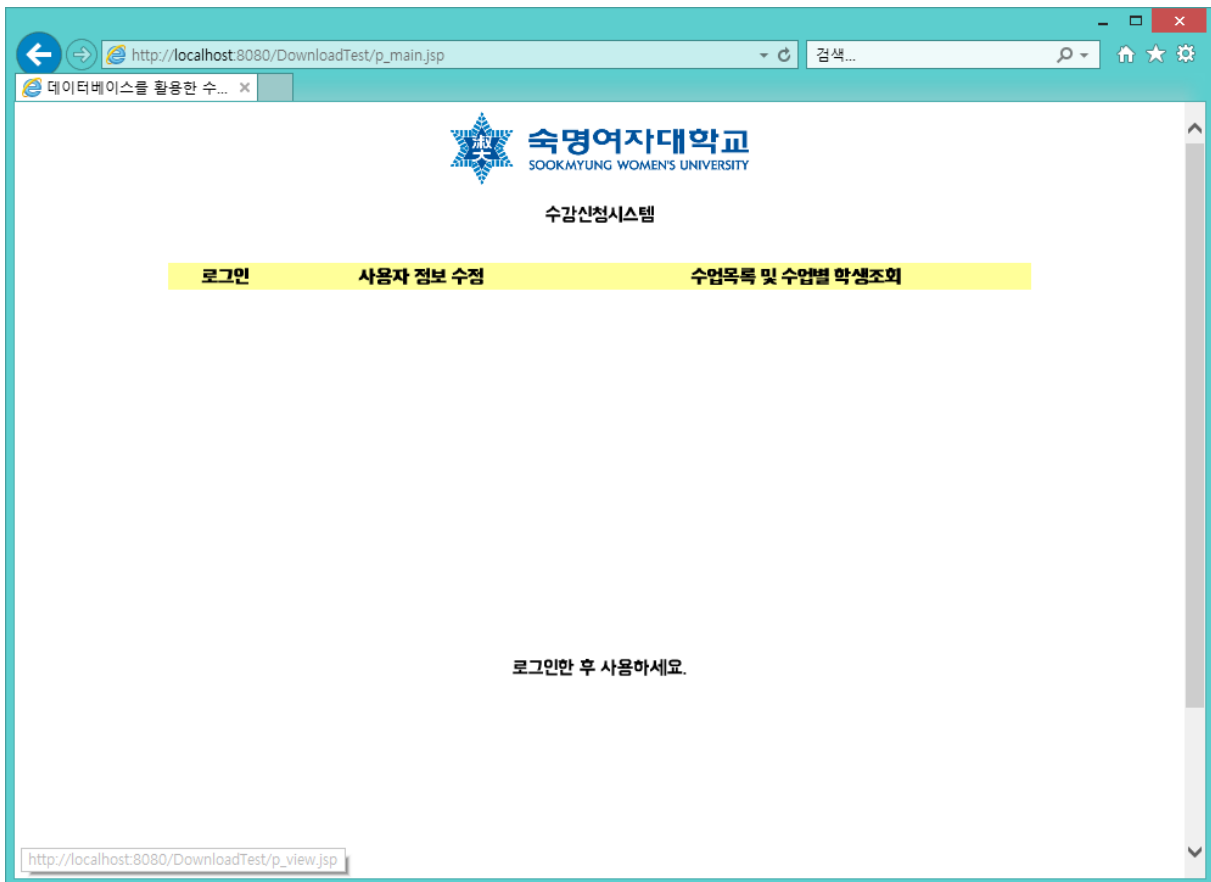 http://localhost:8080/DownloadTest/p_main.jsp
검색...
데이터베이스를 활용한 수...
숙명여자대학교
SOOKMYUNG WOMEN'S UNIVERSITY
수강신청시스템
로그인 사용자 정보 수정 수업목록 및 수업별 학생조회
로그인한 후 사용하세요.
http://localhost:8080/DownloadTest/p_view.jsp